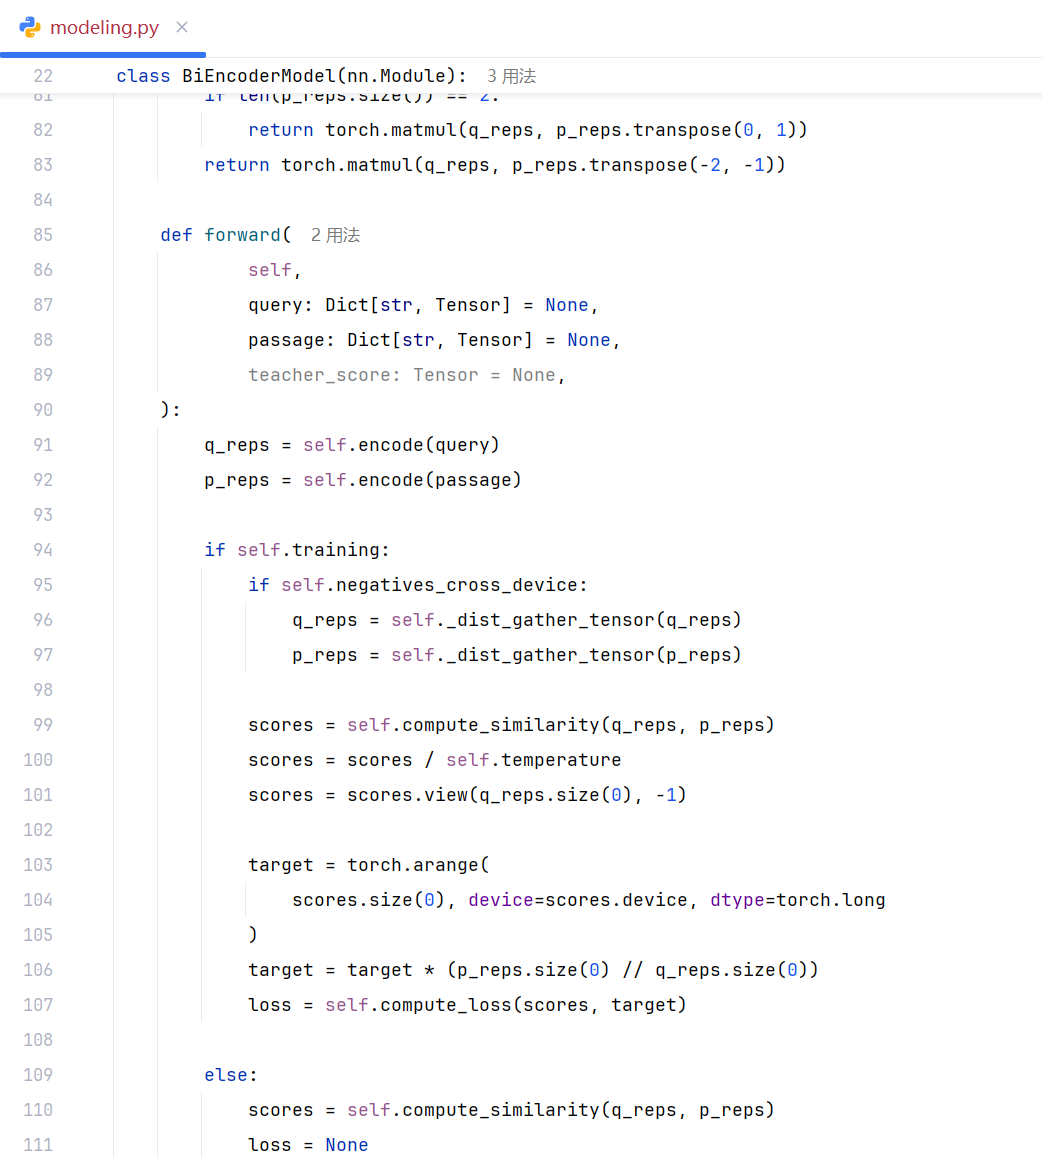 modeling.py
22 class BiEncoderModel(nn.Module): 3 用法
81 if len(p_reps.size()) == 2:
82 return torch.matmul(q_reps, p_reps.transpose(0, 1))
83 return torch.matmul(q_reps, p_reps.transpose(-2, -1))
84
85 def forward( 2 用法
86 self,
87 query: Dict[str, Tensor] = None,
88 passage: Dict[str, Tensor] = None,
89 teacher_score: Tensor = None,
90 ):
91 q_reps = self.encode(query)
92 p_reps = self.encode(passage)
93
94 if self.training:
95 if self.negatives_cross_device:
96 q_reps = self._dist_gather_tensor(q_reps)
97 p_reps = self._dist_gather_tensor(p_reps)
98
99 scores = self.compute_similarity(q_reps, p_reps)
100 scores = scores / self.temperature
101 scores = scores.view(q_reps.size(0), -1)
102
103 target = torch.arange(
104 scores.size(0), device=scores.device, dtype=torch.long
105 )
106 target = target * (p_reps.size(0) // q_reps.size(0))
107 loss = self.compute_loss(scores, target)
108
109 else:
110 scores = self.compute_similarity(q_reps, p_reps)
111 loss = None